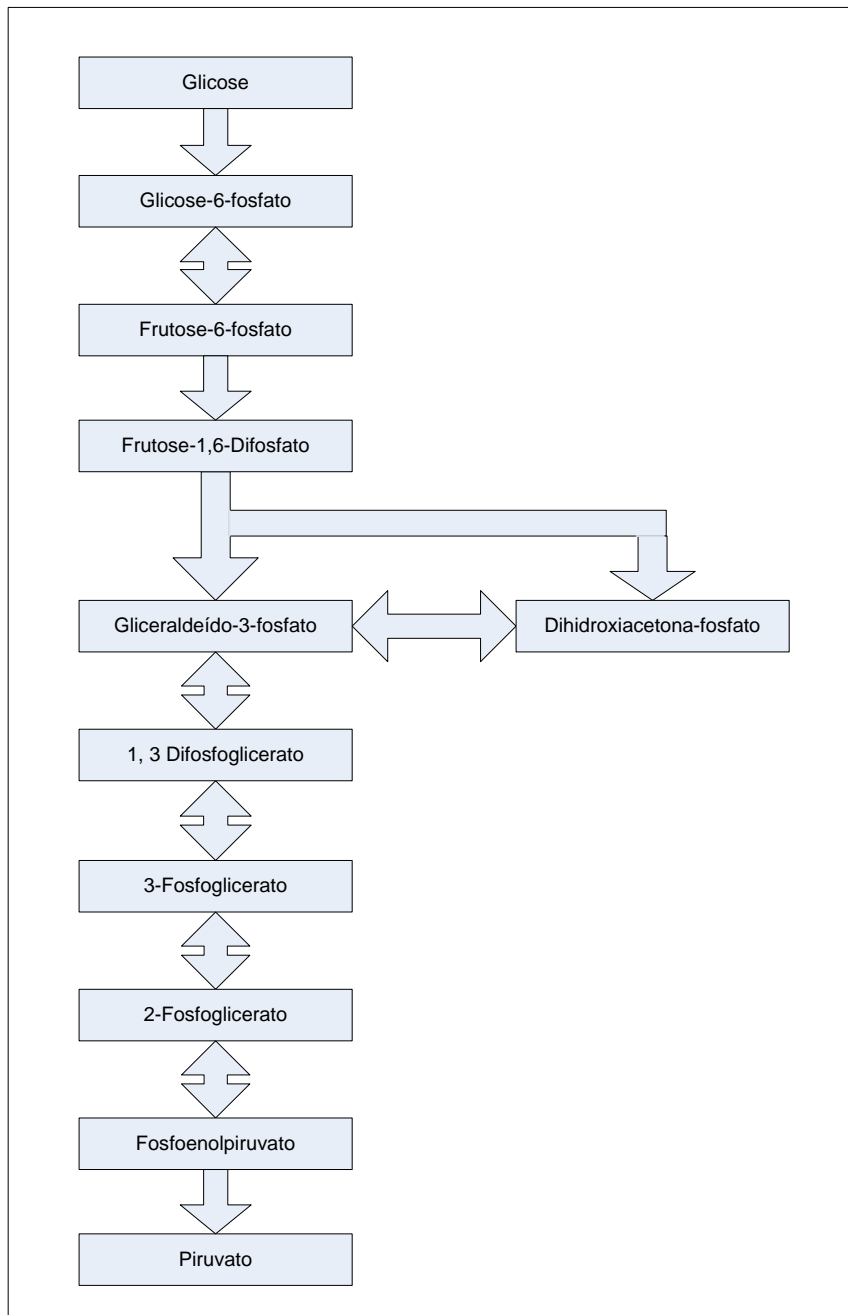 Glicose
Glicose-6-fosfato
Frutose-6-fosfato
Frutose-1,6-Difosfato
Gliceraldeído-3-fosfato
Dihidroxiacetona-fosfato
1, 3 Difosfoglicerato
3-Fosfoglicerato
2-Fosfoglicerato
Fosfoenolpiruvato
Piruvato